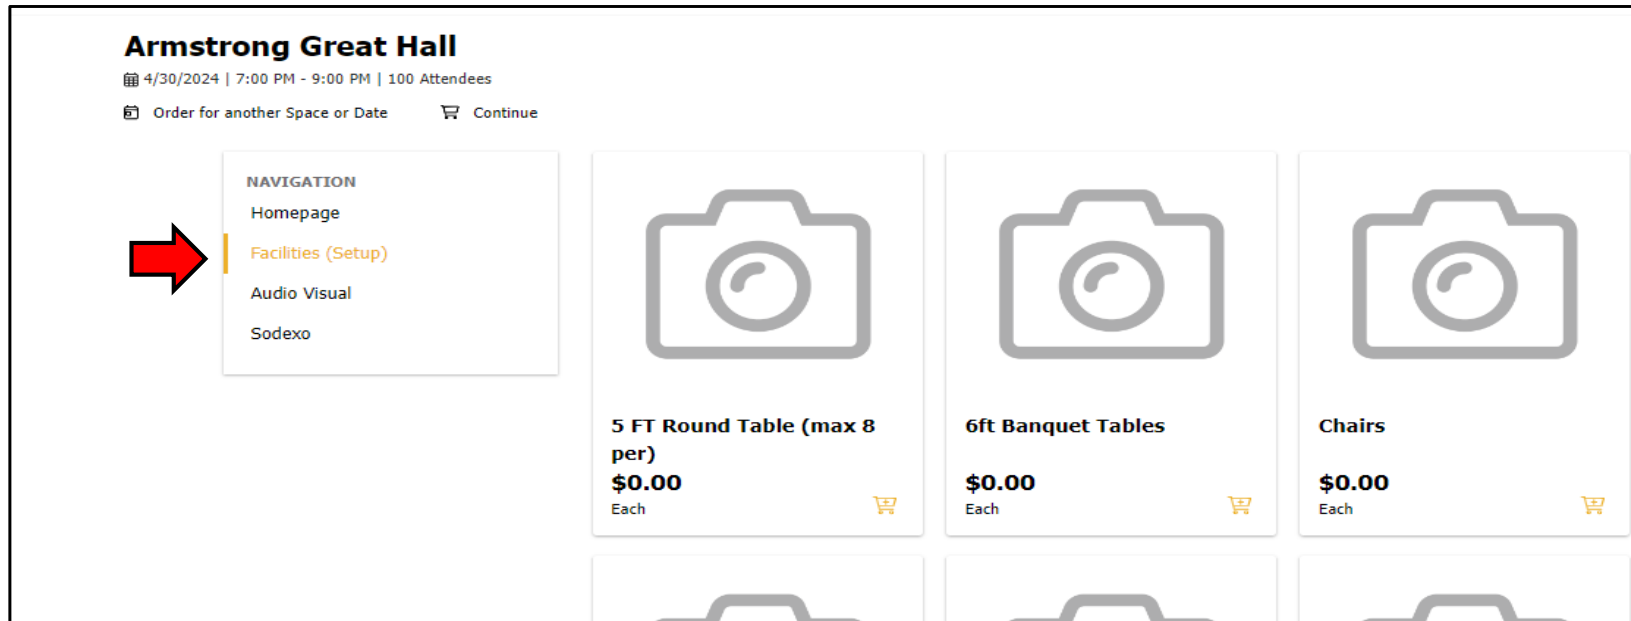 Armstrong Great Hall
4/30/2024 | 7:00 PM - 9:00 PM | 100 Attendees
Order for another Space or Date Continue
NAVIGATION
Homepage
Facilities (Setup)
Audio Visual
Sodexo
5 FT Round Table (max 8
per)
$0.00
Each
6ft Banquet Tables
$0.00
Each
Chairs
$0.00
Each